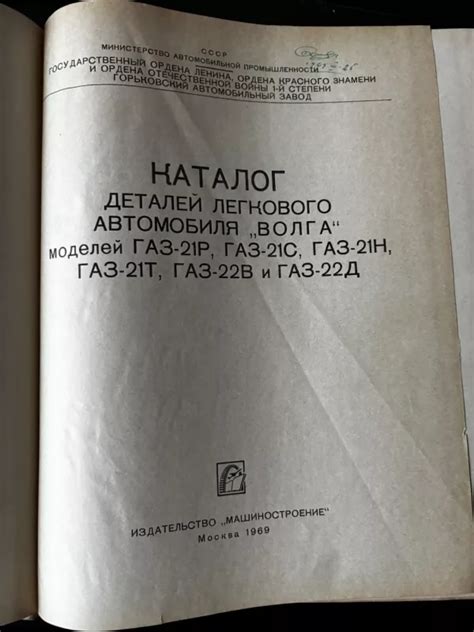 СССР
МИНИСТЕРСТВО АВТОМОБИЛЬНОЙ ПРОМЫШЛЕННОСТИ
ГОСУДАРСТВЕННЫЙ ОРДЕНА ЛЕНИНА, ОРДЕНА КРАСНОГО ЗНАМЕНИ
И ОРДЕНА ОТЕЧЕСТВЕННОЙ ВОЙНЫ 1-Й СТЕПЕНИ
ГОРЬКОВСКИЙ АВТОМОБИЛЬНЫЙ ЗАВОД
КАТАЛОГ
ДЕТАЛЕЙ ЛЕГКОВОГО
АВТОМОБИЛЯ „ВОЛГА“
моделей ГАЗ-21Р, ГАЗ-21С, ГАЗ-21Н,
ГАЗ-21Т, ГАЗ-22В и ГАЗ-22Д
ИЗДАТЕЛЬСТВО „МАШИНОСТРОЕНИЕ“
Москва 1969